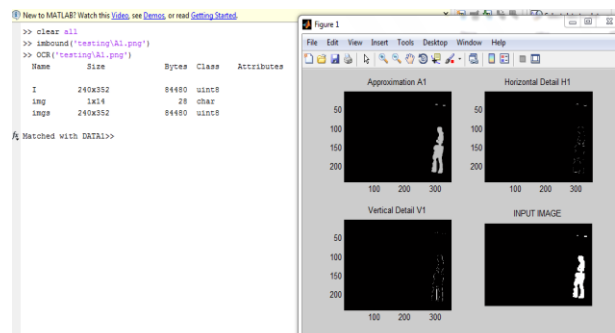 New to MATLAB? Watch this Video, see Demos, or read Getting Started.
>> clear all
>> imbound('testing\A1.png')
>> OCR('testing\A1.png')
Name Size Bytes Class Attributes
I 240x352 84480 uint8
img 1x14 28 char
imgs 240x352 84480 uint8
fx Matched with DATA1>>
Figure 1
File Edit View Insert Tools Desktop Window Help
Approximation A1
50
100
150
200
100 200 300
Horizontal Detail H1
50
100
150
200
100 200 300
Vertical Detail V1
50
100
150
200
100 200 300
INPUT IMAGE